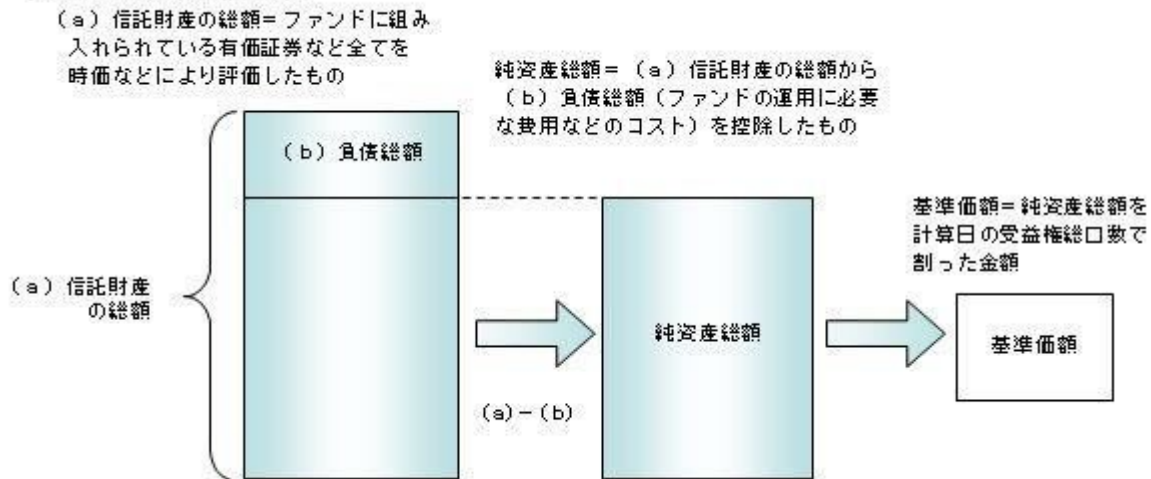 (a)信託財産の総額=ファンドに組み
入れられている有価証券など全てを
時価などにより評価したもの
純資産総額=(a)信託財産の総額から
(b)負債総額(ファンドの運用に必要
な費用などのコスト)を控除したもの
(b)負債総額
基準価額=純資産総額を
計算日の受益権総口数で
割った金額
(a)信託財産
の総額
純資産総額
基準価額
(a)-(b)